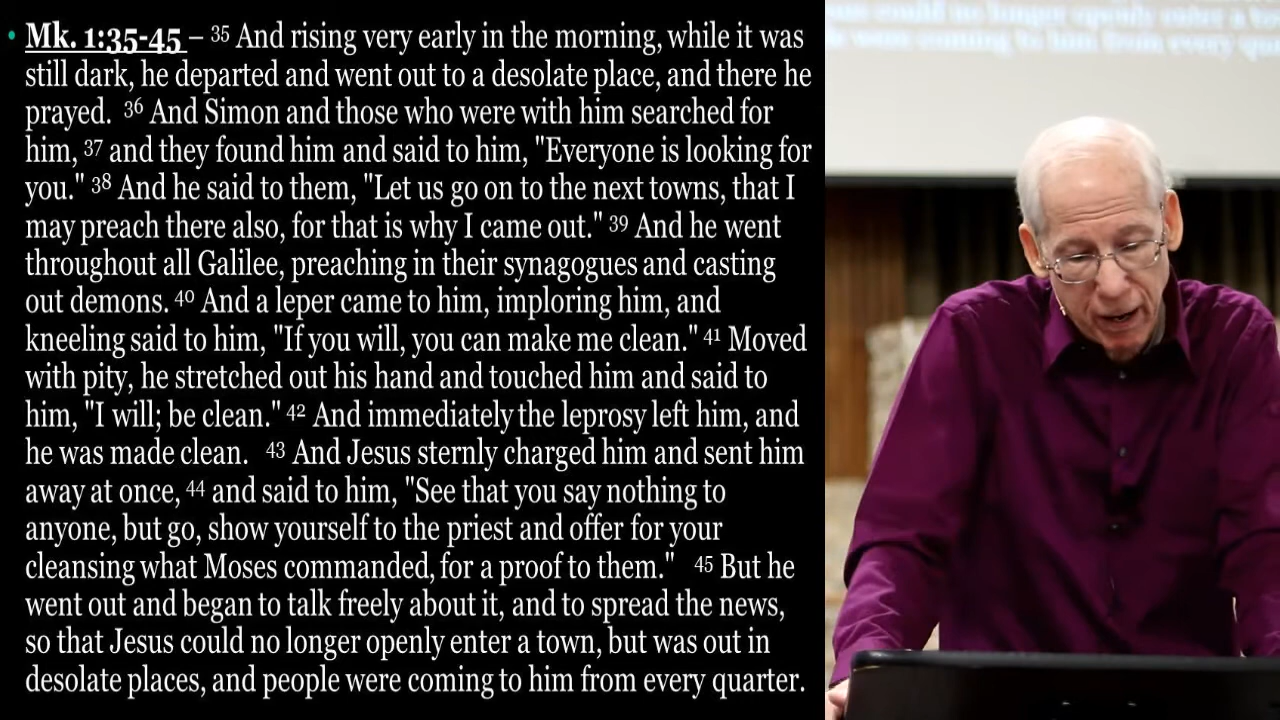 • Mk. 1:35-45 – 35 And rising very early in the morning, while it was
still dark, he departed and went out to a desolate place, and there he
prayed. 36 And Simon and those who were with him searched for
him, 37 and they found him and said to him, "Everyone is looking for
you." 38 And he said to them, "Let us go on to the next towns, that I
may preach there also, for that is why I came out." 39 And he went
throughout all Galilee, preaching in their synagogues and casting
out demons. 40 And a leper came to him, imploring him, and
kneeling said to him, "If you will, you can make me clean." 41 Moved
with pity, he stretched out his hand and touched him and said to
him, "I will; be clean." 42 And immediately the leprosy left him, and
he was made clean. 43 And Jesus sternly charged him and sent him
away at once, 44 and said to him, "See that you say nothing to
anyone, but go, show yourself to the priest and offer for your
cleansing what Moses commanded, for a proof to them." 45 But he
went out and began to talk freely about it, and to spread the news,
so that Jesus could no longer openly enter a town, but was out in
desolate places, and people were coming to him from every quarter.